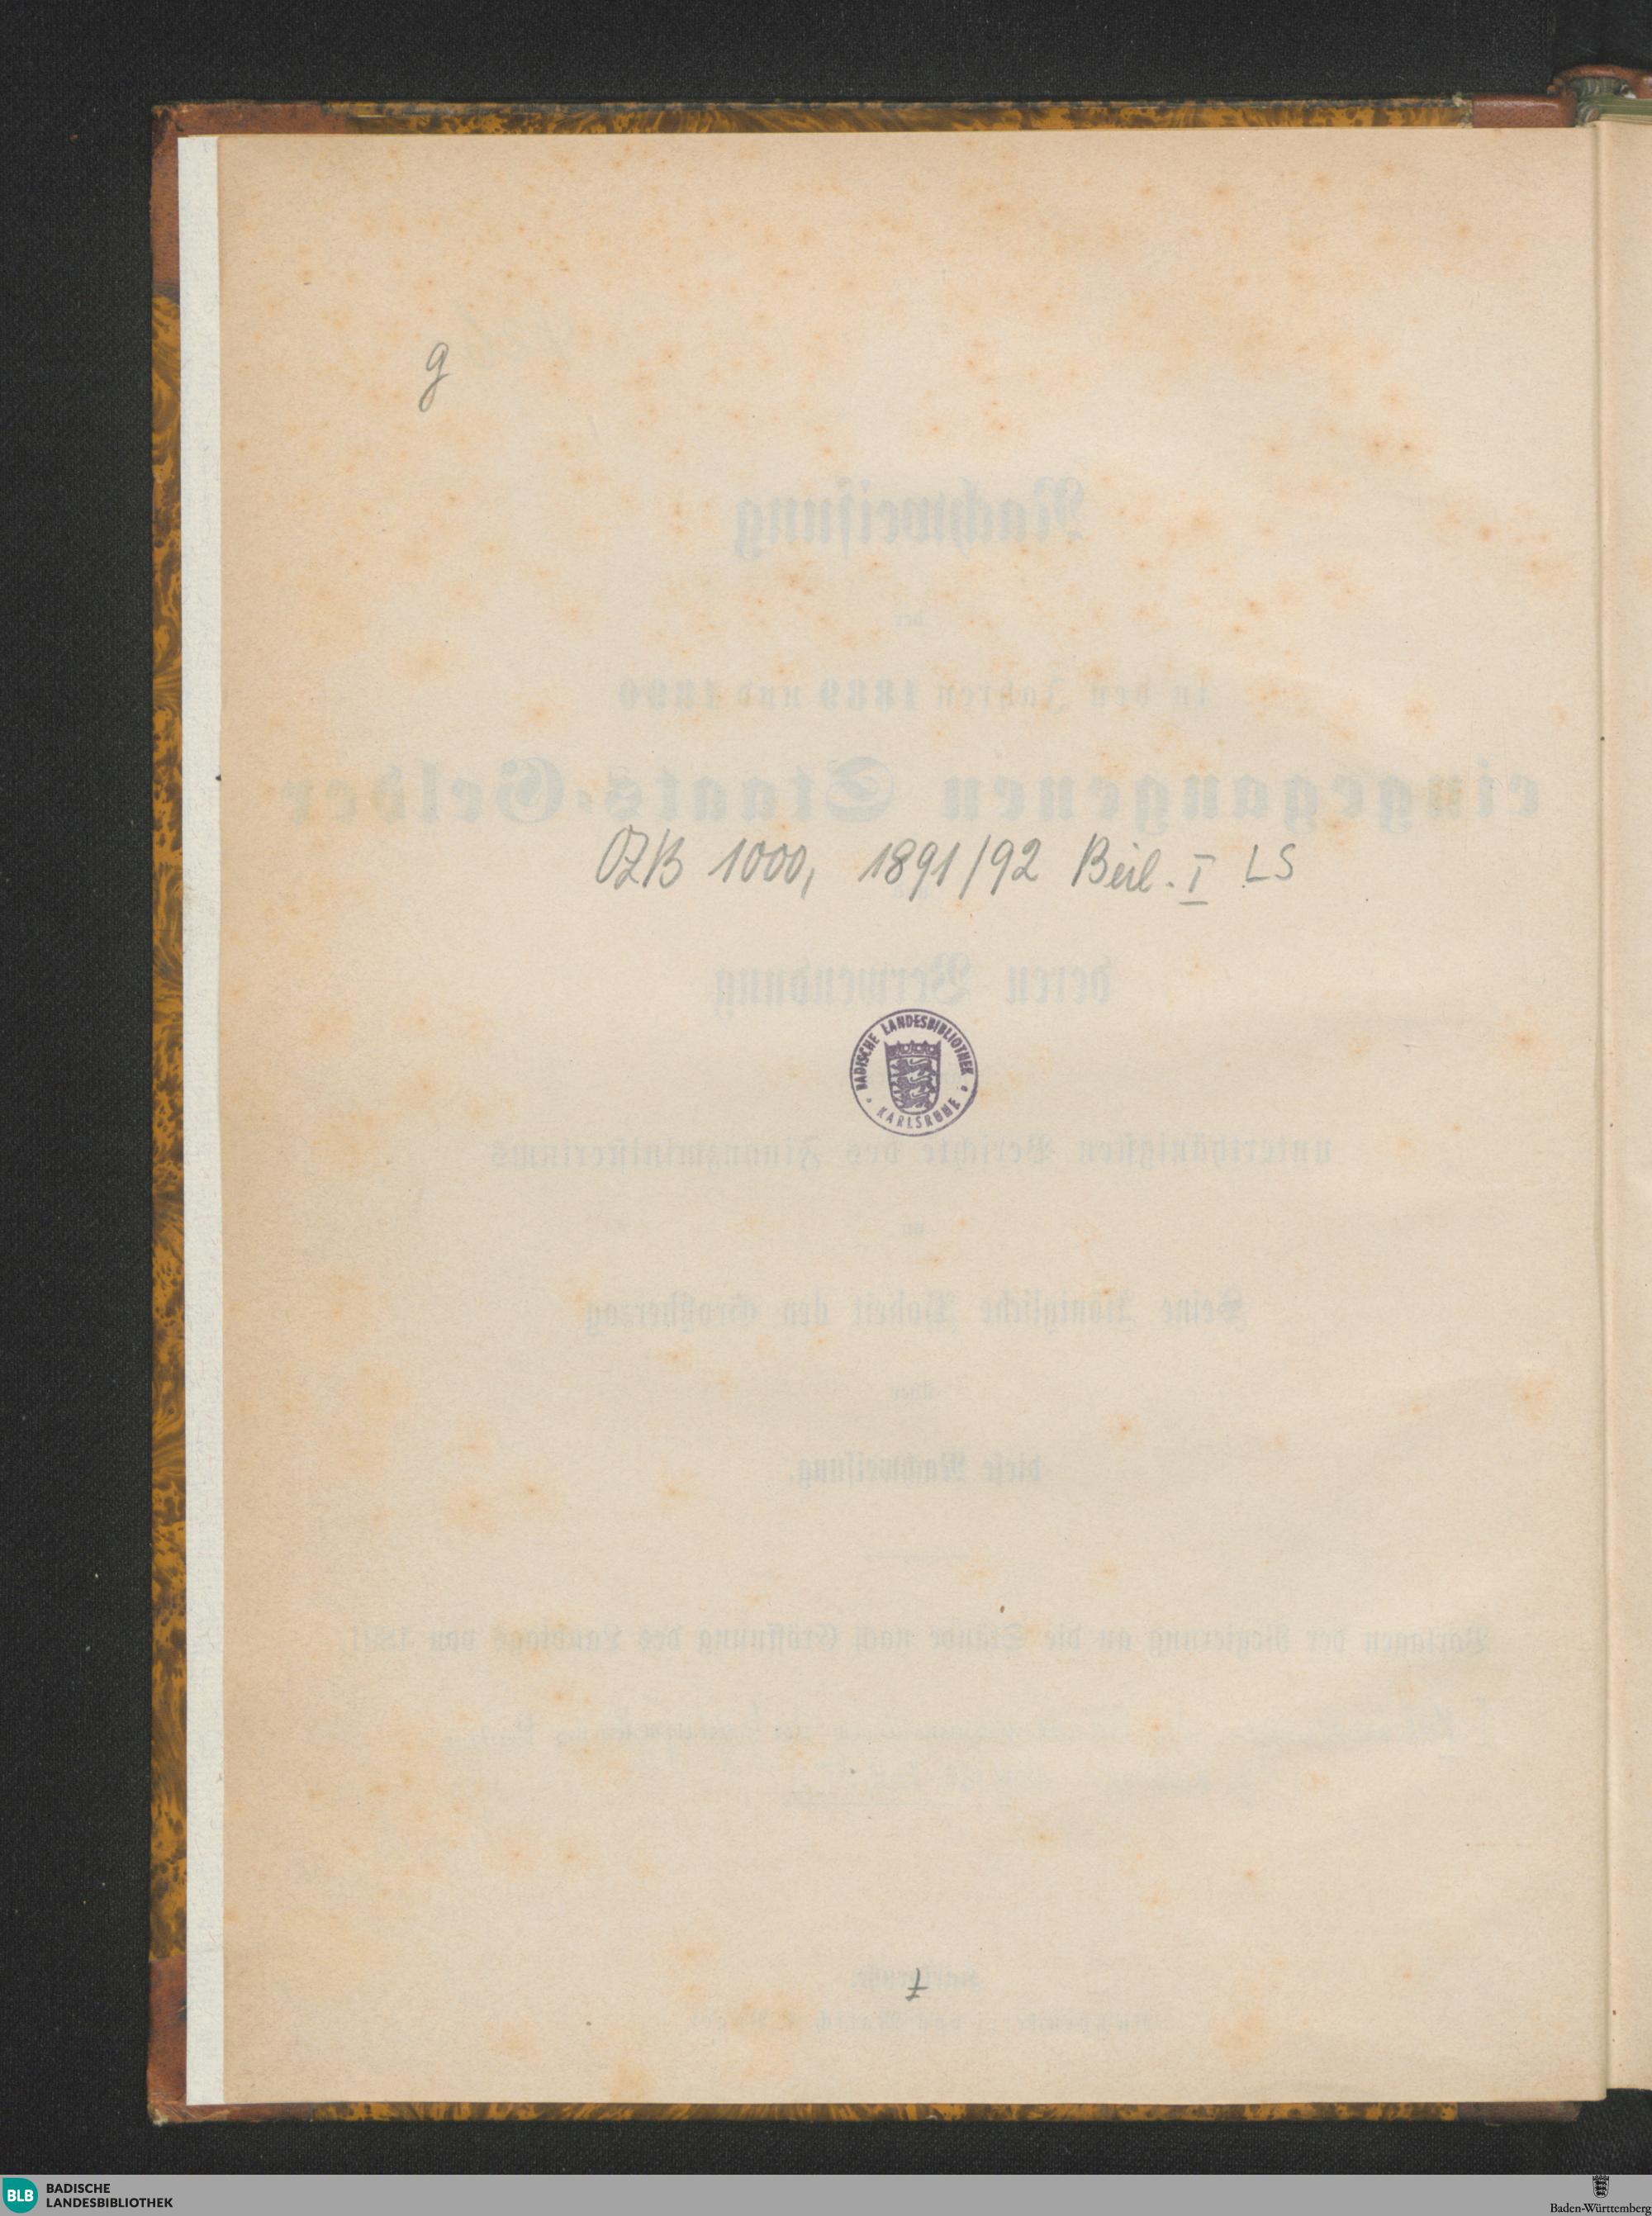 g
OZB 1000, 1891/92 Beil. I LS
BADISCHE LANDESBIBLIOTHEK
KARLSRUHE
Nachweisung
der
in den Jahren 1889 und 1890
eingegangenen Staats-Gelder
deren Verwendung
unterthänigsten Berichte des Finanzministeriums
an
Seine Königliche Hoheit den Großherzog
über
diese Nachweisung.
Vorlagen der Regierung an die Stände nach Eröffnung des Landtags von 1891
Karlsruhe
BLB BADISCHE
LANDESBIBLIOTHEK
Baden-Württemberg